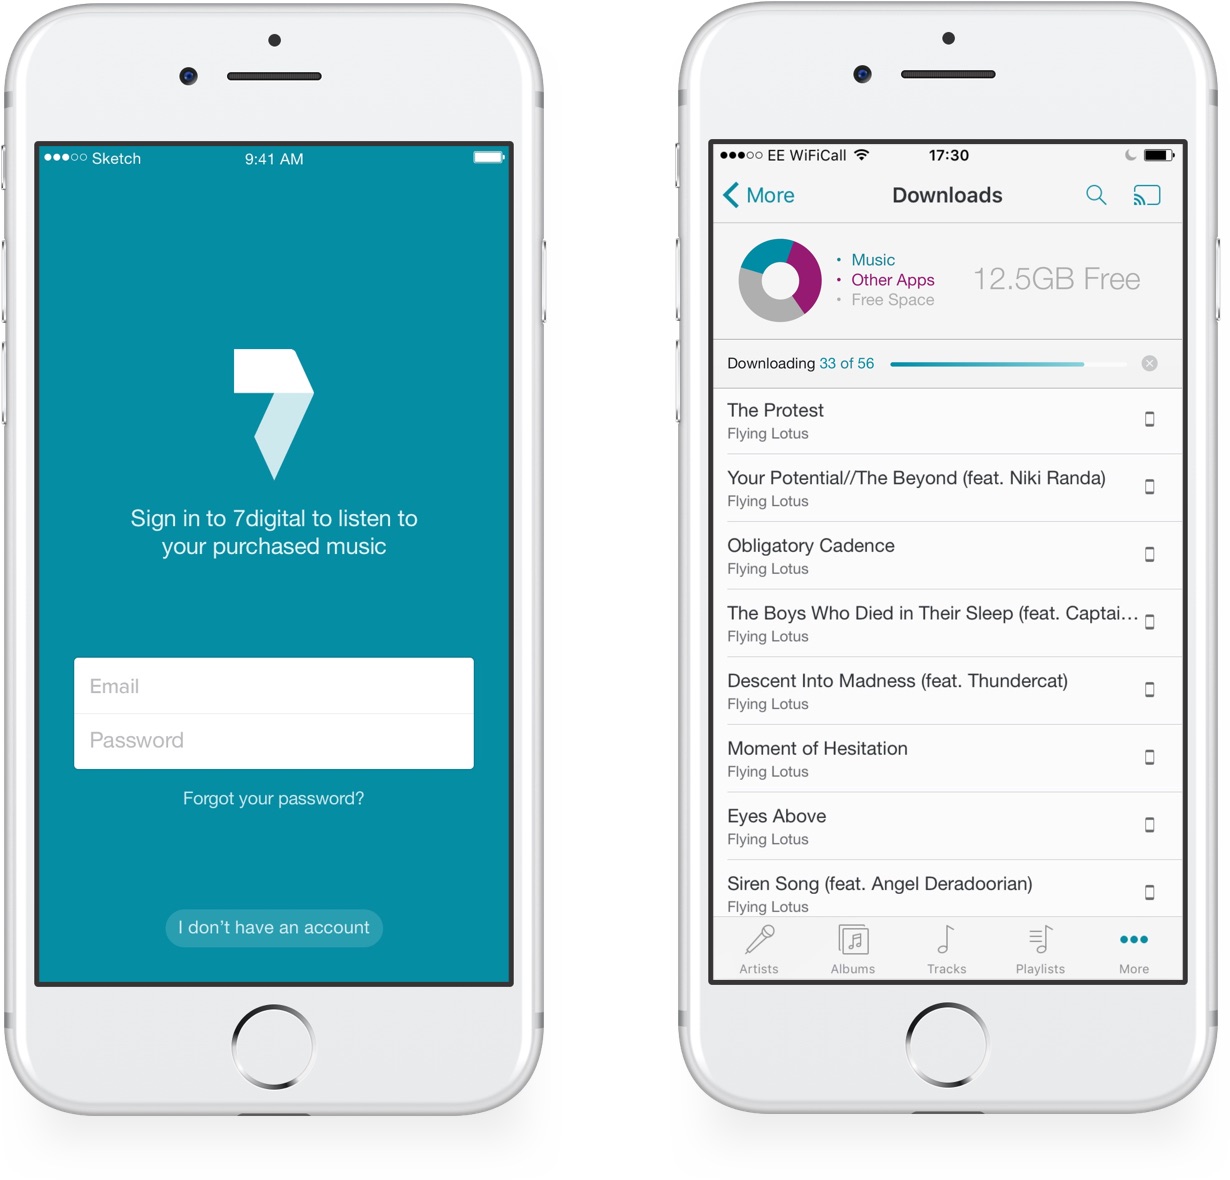 Sketch 9:41 AM
7
Sign in to 7digital to listen to
your purchased music
Email
Password
Forgot your password?
I don't have an account
EE WiFiCall 17:30
More Downloads
Music
Other Apps
Free Space
12.5GB Free
Downloading 33 of 56
The Protest
Flying Lotus
Your Potential//The Beyond (feat. Niki Randa)
Flying Lotus
Obligatory Cadence
Flying Lotus
The Boys Who Died in Their Sleep (feat. Captai...
Flying Lotus
Descent Into Madness (feat. Thundercat)
Flying Lotus
Moment of Hesitation
Flying Lotus
Eyes Above
Flying Lotus
Siren Song (feat. Angel Deradoorian)
Flying Lotus
Artists Albums Tracks Playlists More